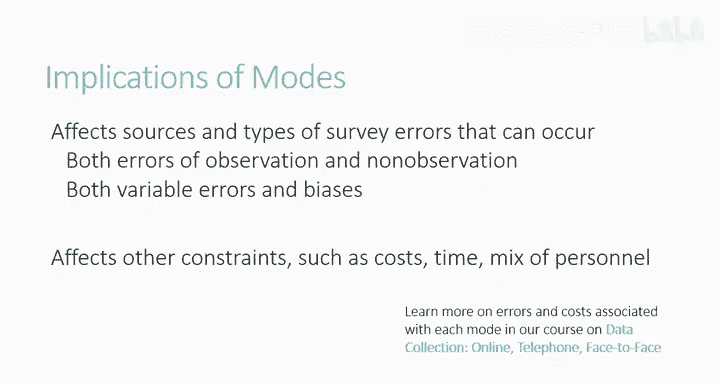 Implications of Modes
Affects sources and types of survey errors that can occur
Both errors of observation and nonobservation
Both variable errors and biases
Affects other constraints, such as costs, time, mix of personnel
Learn more on errors and costs associated
with each mode in our course on Data
Collection: Online, Telephone, Face-to-Face